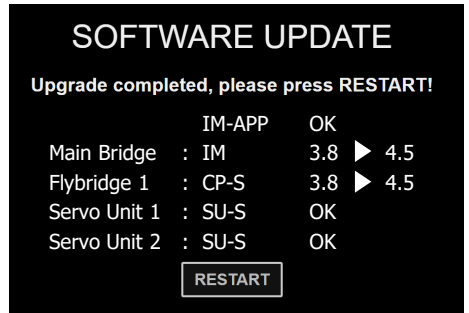 SOFTWARE UPDATE
Upgrade completed, please press RESTART!
IM-APP OK
Main Bridge : IM 3.8 ▶ 4.5
Flybridge 1 : CP-S 3.8 ▶ 4.5
Servo Unit 1 : SU-S OK
Servo Unit 2 : SU-S OK
RESTART